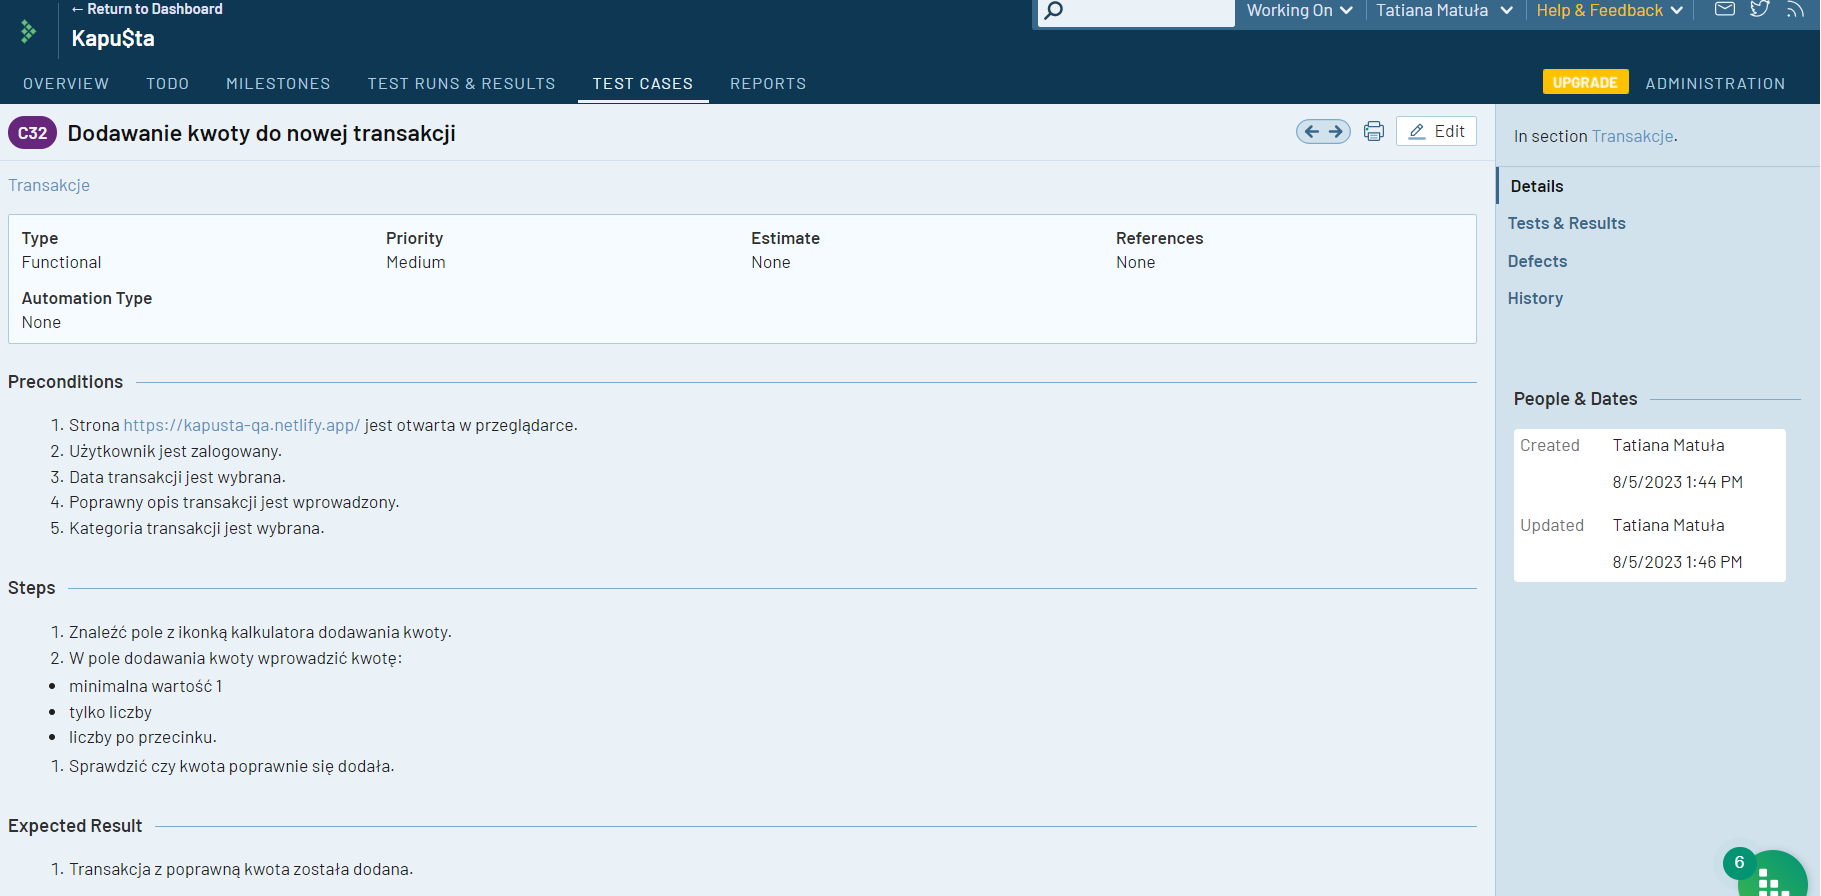 ← Return to Dashboard
Kapu$ta
Working On
Tatiana Matuła
Help & Feedback
OVERVIEW
TODO
MILESTONES
TEST RUNS & RESULTS
TEST CASES
REPORTS
UPGRADE
ADMINISTRATION
C32
Dodawanie kwoty do nowej transakcji
Edit
Transakcje
Type
Functional
Priority
Medium
Estimate
None
References
None
Automation Type
None
Preconditions
1. Strona https://kapusta-qa.netlify.app/ jest otwarta w przeglądarce.
2. Użytkownik jest zalogowany.
3. Data transakcji jest wybrana.
4. Poprawny opis transakcji jest wprowadzony.
5. Kategoria transakcji jest wybrana.
Steps
1. Znaleźć pole z ikonką kalkulatora dodawania kwoty.
2. W pole dodawania kwoty wprowadzić kwotę:
• minimalna wartość 1
• tylko liczby
• liczby po przecinku.
1. Sprawdzić czy kwota poprawnie się dodała.
Expected Result
1. Transakcja z poprawną kwota została dodana.
In section Transakcje.
Details
Tests & Results
Defects
History
People & Dates
Created Tatiana Matuła
8/5/2023 1:44 PM
Updated Tatiana Matuła
8/5/2023 1:46 PM
6